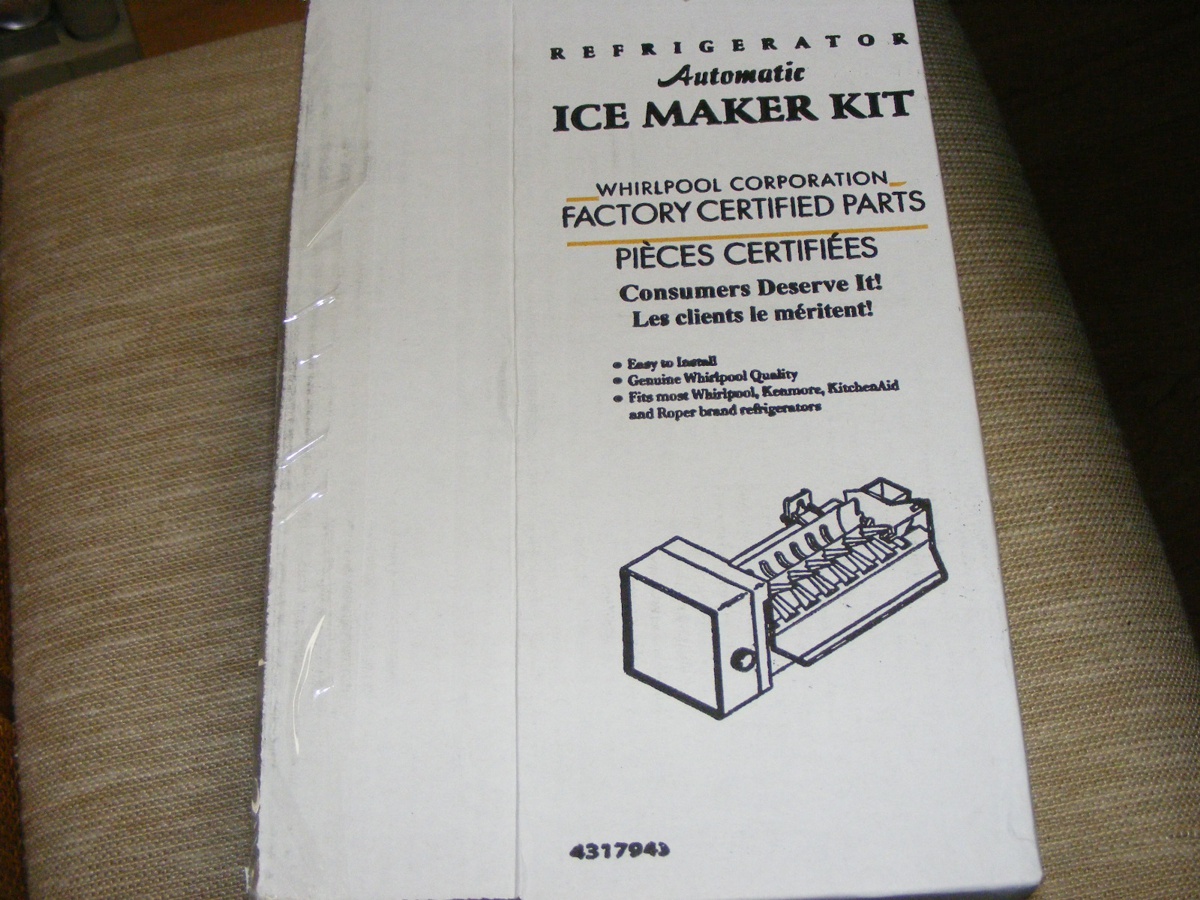 REFRIGERATOR
Automatic
ICE MAKER KIT
WHIRLPOOL CORPORATION
FACTORY CERTIFIED PARTS
PIÈCES CERTIFIÉES
Consumers Deserve It!
Les clients le méritent!
• Easy to Install
• Genuine Whirlpool Quality
• Fits most Whirlpool, Kenmore, KitchenAid
and Roper brand refrigerators
4317943